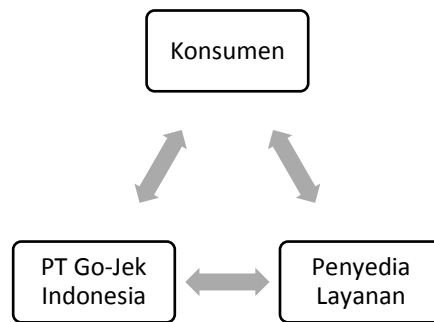 Konsumen
PT Go-Jek
Indonesia
Penyedia
Layanan